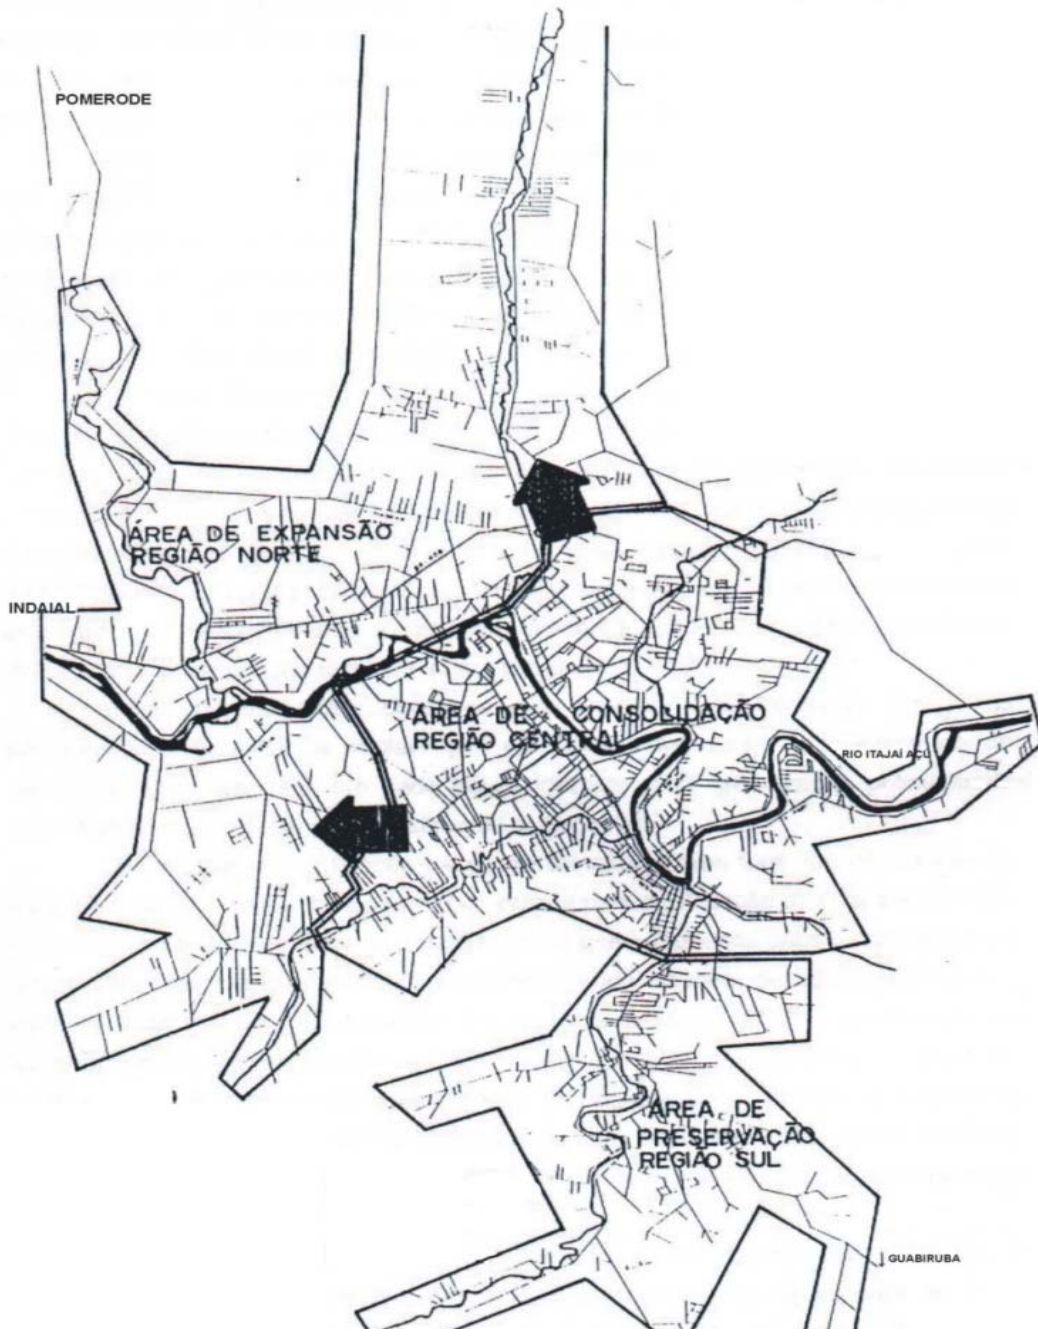 POMERODE
ÁREA DE EXPANSÃO
REGIÃO NORTE
INDAIAL
ÁREA DE CONSOLIDAÇÃO
REGIÃO CENTRAL
RIO ITAJAÍ AÇU
ÁREA DE
PRESERVAÇÃO
REGIÃO SUL
GUABIRUBA